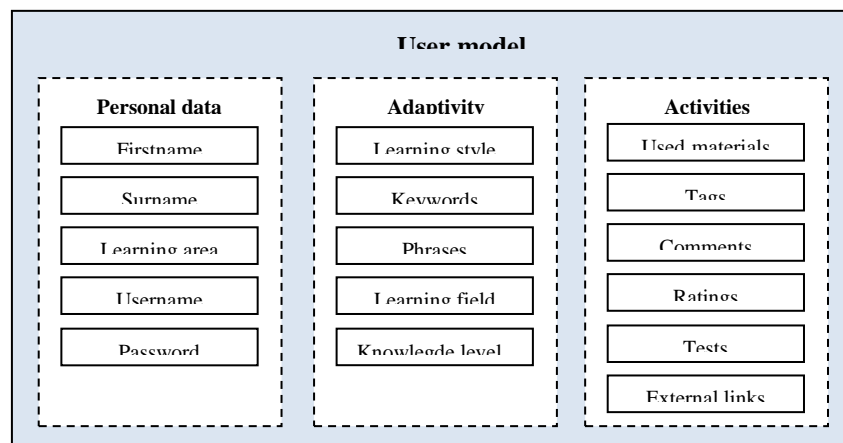 User model
Personal data
Firstname
Surname
Learning area
Username
Password
Adaptivity
Learning style
Keywords
Phrases
Learning field
Knowlegde level
Activities
Used materials
Tags
Comments
Ratings
Tests
External links